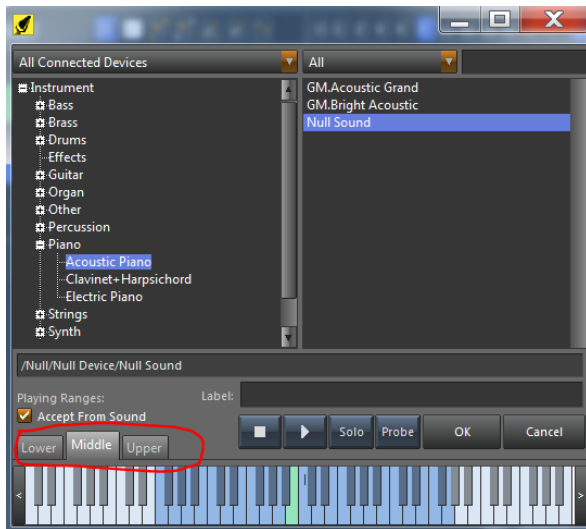 All Connected Devices
All
Instrument
Bass
Brass
Drums
Effects
Guitar
Organ
Other
Percussion
Piano
Acoustic Piano
Clavinet+Harpsichord
Electric Piano
Strings
Synth
GM.Acoustic Grand
GM.Bright Acoustic
Null Sound
/Null/Null Device/Null Sound
Playing Ranges:
Label:
Accept From Sound
Solo
Probe
OK
Cancel
Lower
Middle
Upper